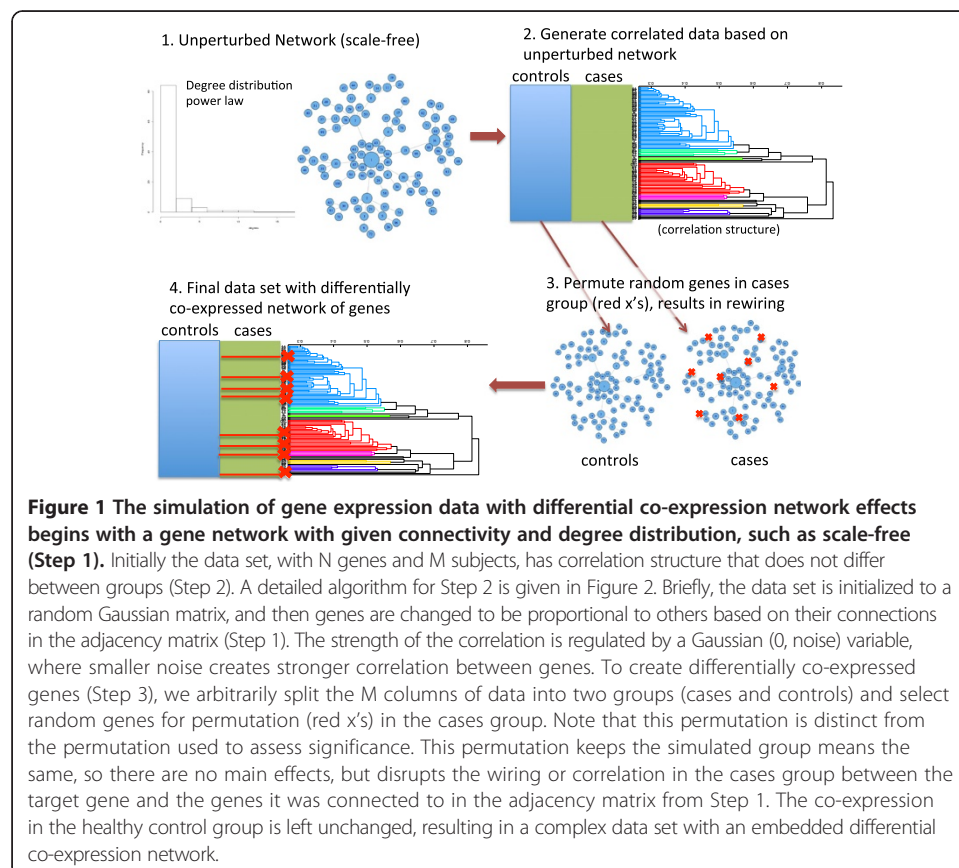 1. Unperturbed Network (scale-free)
Degree distribution
power law
2. Generate correlated data based on
unperturbed network
controls cases
(correlation structure)
3. Permute random genes in cases
group (red x's), results in rewiring
controls
cases
4. Final data set with differentially
co-expressed network of genes
controls cases
Figure 1 The simulation of gene expression data with differential co-expression network effects
begins with a gene network with given connectivity and degree distribution, such as scale-free
(Step 1). Initially the data set, with N genes and M subjects, has correlation structure that does not differ
between groups (Step 2). A detailed algorithm for Step 2 is given in Figure 2. Briefly, the data set is initialized to a
random Gaussian matrix, and then genes are changed to be proportional to others based on their connections
in the adjacency matrix (Step 1). The strength of the correlation is regulated by a Gaussian (0, noise) variable,
where smaller noise creates stronger correlation between genes. To create differentially co-expressed
genes (Step 3), we arbitrarily split the M columns of data into two groups (cases and controls) and select
random genes for permutation (red x's) in the cases group. Note that this permutation is distinct from
the permutation used to assess significance. This permutation keeps the simulated group means the
same, so there are no main effects, but disrupts the wiring or correlation in the cases group between the
target gene and the genes it was connected to in the adjacency matrix from Step 1. The co-expression
in the healthy control group is left unchanged, resulting in a complex data set with an embedded differential
co-expression network.